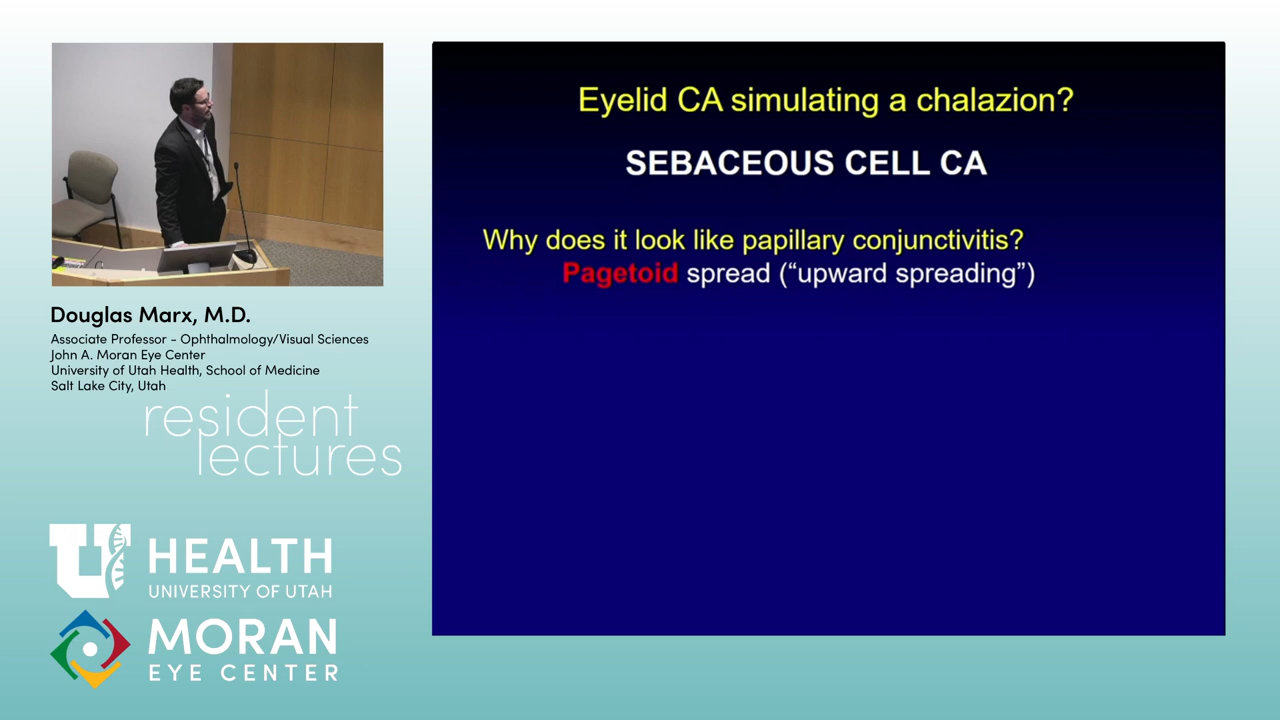 Eyelid CA simulating a chalazion?
SEBACEOUS CELL CA
Why does it look like papillary conjunctivitis?
Pagetoid spread (“upward spreading”)
Douglas Marx, M.D.
Associate Professor - Ophthalmology/Visual Sciences
John A. Moran Eye Center
University of Utah Health, School of Medicine
Salt Lake City, Utah
resident
lectures
U HEALTH
UNIVERSITY OF UTAH
MORAN
EYE CENTER